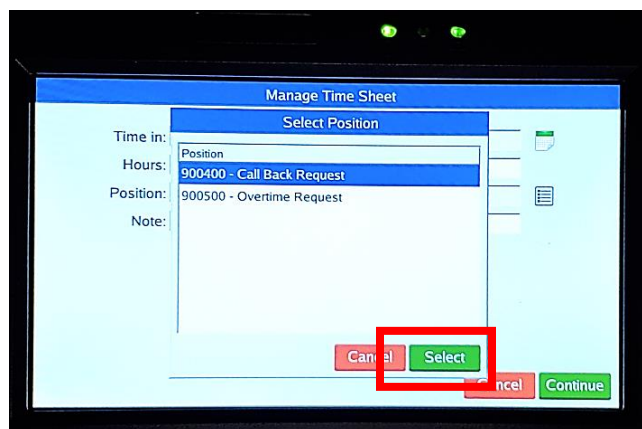 Manage Time Sheet
Select Position
Time in:
Position
Hours:
900400 - Call Back Request
Position:
900500 - Overtime Request
Note:
Cancel Select
Cancel Continue